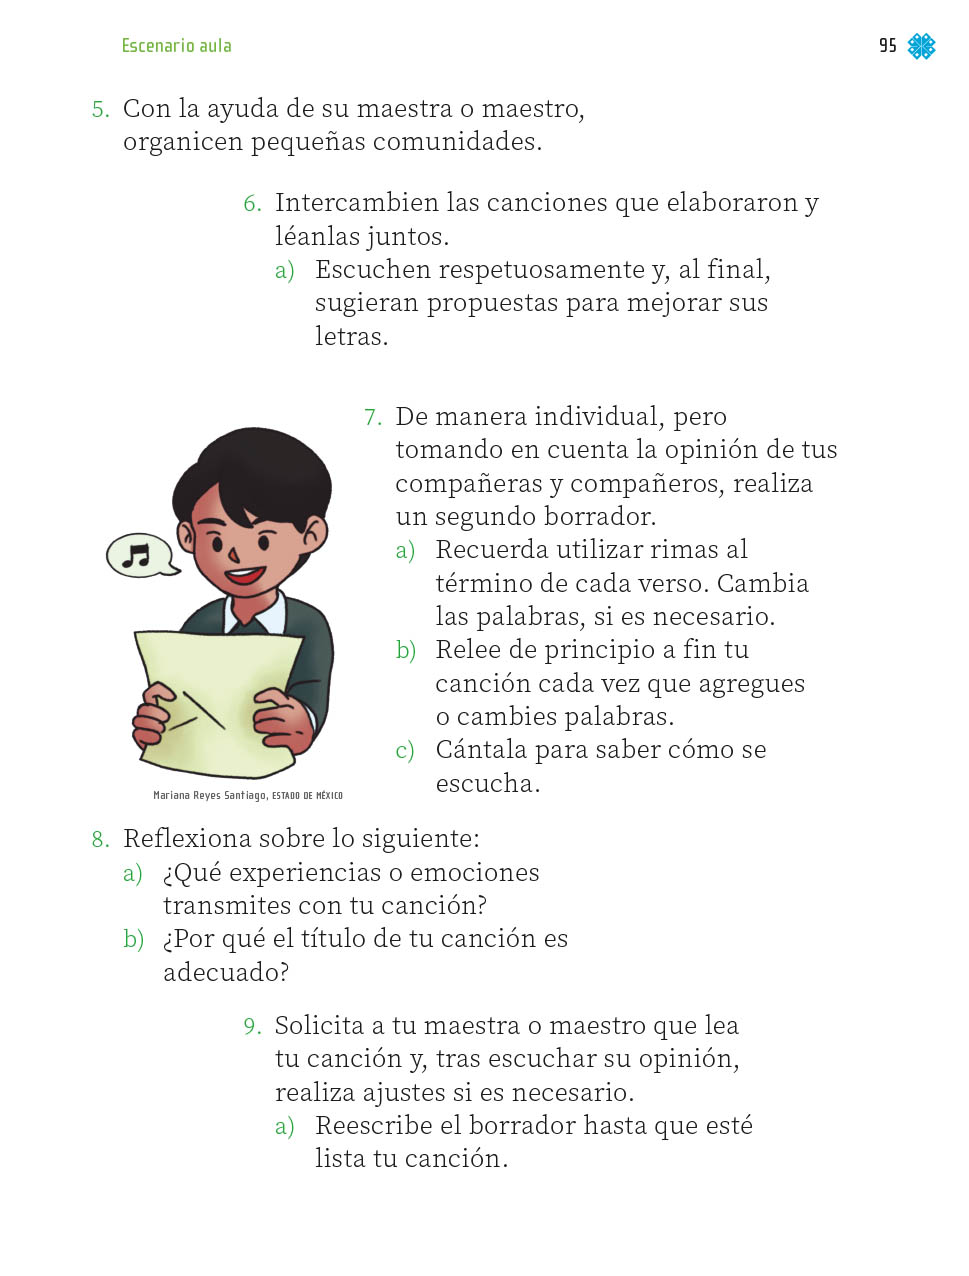 Escenario aula
95
5. Con la ayuda de su maestra o maestro,
organicen pequeñas comunidades.
6. Intercambien las canciones que elaboraron y
léanlas juntos.
a) Escuchen respetuosamente y, al final,
sugieran propuestas para mejorar sus
letras.
7. De manera individual, pero
tomando en cuenta la opinión de tus
compañeras y compañeros, realiza
un segundo borrador.
a) Recuerda utilizar rimas al
término de cada verso. Cambia
las palabras, si es necesario.
b) Relee de principio a fin tu
canción cada vez que agregues
o cambies palabras.
c) Cántala para saber cómo se
escucha.
Mariana Reyes Santiago, ESTADO DE MÉXICO
8. Reflexiona sobre lo siguiente:
a) ¿Qué experiencias o emociones
transmites con tu canción?
b) ¿Por qué el título de tu canción es
adecuado?
9. Solicita a tu maestra o maestro que lea
tu canción y, tras escuchar su opinión,
realiza ajustes si es necesario.
a) Reescribe el borrador hasta que esté
lista tu canción.